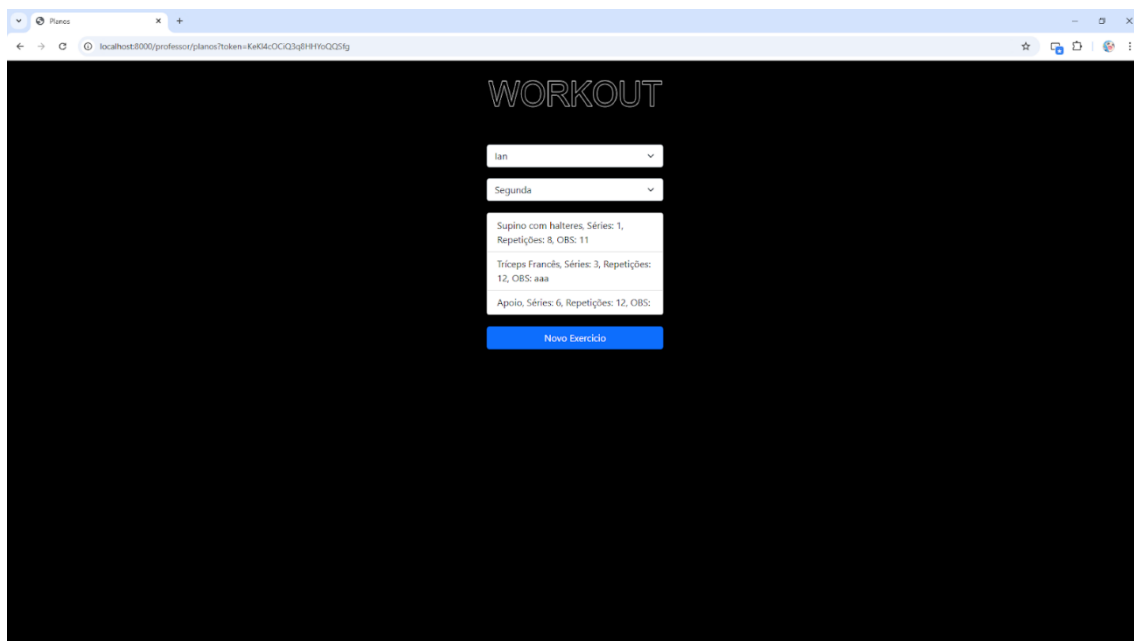 Planos
localhost:8000/professor/planos?token=KeKl4cOCiQ3q8HHYoQQSfg
WORKOUT
Ian
Segunda
Supino com halteres, Séries: 1,
Repetições: 8, OBS: 11
Tríceps Francês, Séries: 3, Repetições:
12, OBS: aaa
Apoio, Séries: 6, Repetições: 12, OBS:
Novo Exercício